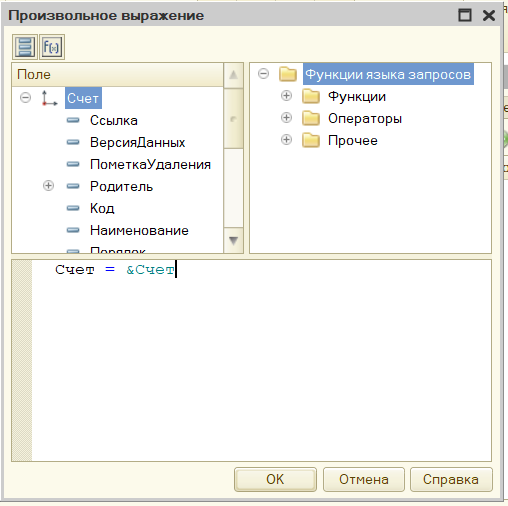 Произвольное выражение
f(x)
Поле
Счет
Ссылка
ВерсияДанных
ПометкаУдаления
Родитель
Код
Наименование
Порядок
Функции языка запросов
Функции
Операторы
Прочее
Счет = &Счет
OK
Отмена
Справка